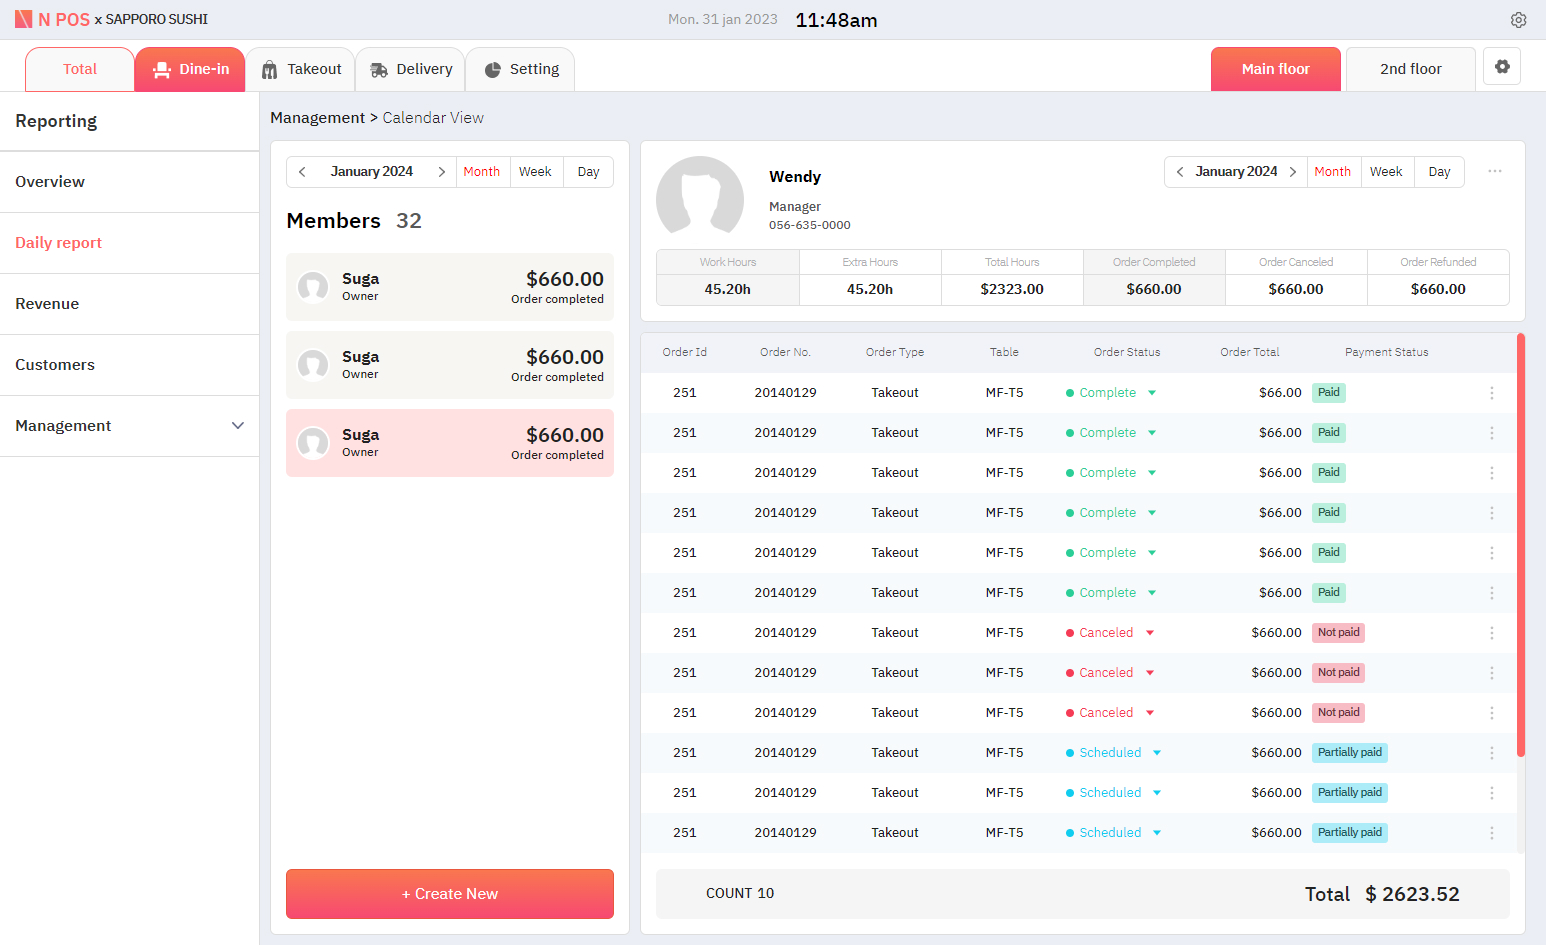 N POS x SAPPORO SUSHI
Mon. 31 jan 2023 11:48am
Total Dine-in Takeout Delivery Setting Main floor 2nd floor
Reporting
Overview
Daily report
Revenue
Customers
Management
Management > Calendar View
January 2024 Month Week Day
Members 32
Suga $660.00
Owner Order completed
Suga $660.00
Owner Order completed
Suga $660.00
Owner Order completed
+ Create New
Wendy
Manager
056-635-0000
January 2024 Month Week Day
Work Hours Extra Hours Total Hours Order Completed Order Canceled Order Refunded
45.20h 45.20h $2323.00 $660.00 $660.00 $660.00
Order Id Order No. Order Type Table Order Status Order Total Payment Status
251 20140129 Takeout MF-T5 Complete $66.00 Paid
251 20140129 Takeout MF-T5 Complete $66.00 Paid
251 20140129 Takeout MF-T5 Complete $66.00 Paid
251 20140129 Takeout MF-T5 Complete $66.00 Paid
251 20140129 Takeout MF-T5 Complete $66.00 Paid
251 20140129 Takeout MF-T5 Complete $66.00 Paid
251 20140129 Takeout MF-T5 Canceled $660.00 Not paid
251 20140129 Takeout MF-T5 Canceled $660.00 Not paid
251 20140129 Takeout MF-T5 Canceled $660.00 Not paid
251 20140129 Takeout MF-T5 Scheduled $660.00 Partially paid
251 20140129 Takeout MF-T5 Scheduled $660.00 Partially paid
251 20140129 Takeout MF-T5 Scheduled $660.00 Partially paid
COUNT 10 Total $ 2623.52